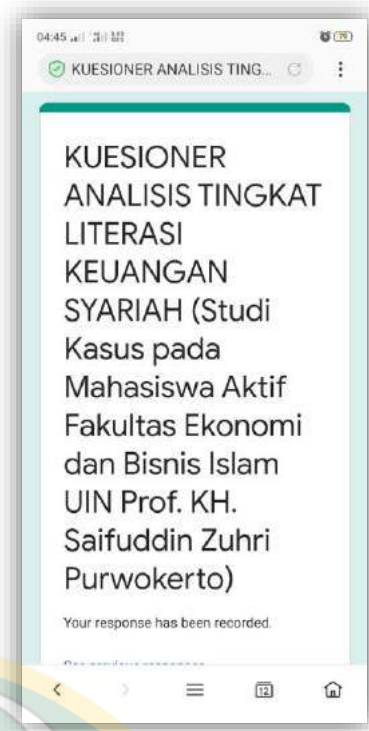 04:45
79
KUESIONER ANALISIS TING...
KUESIONER
ANALISIS TINGKAT
LITERASI
KEUANGAN
SYARIAH (Studi
Kasus pada
Mahasiswa Aktif
Fakultas Ekonomi
dan Bisnis Islam
UIN Prof. KH.
Saifuddin Zuhri
Purwokerto)
Your response has been recorded.
12